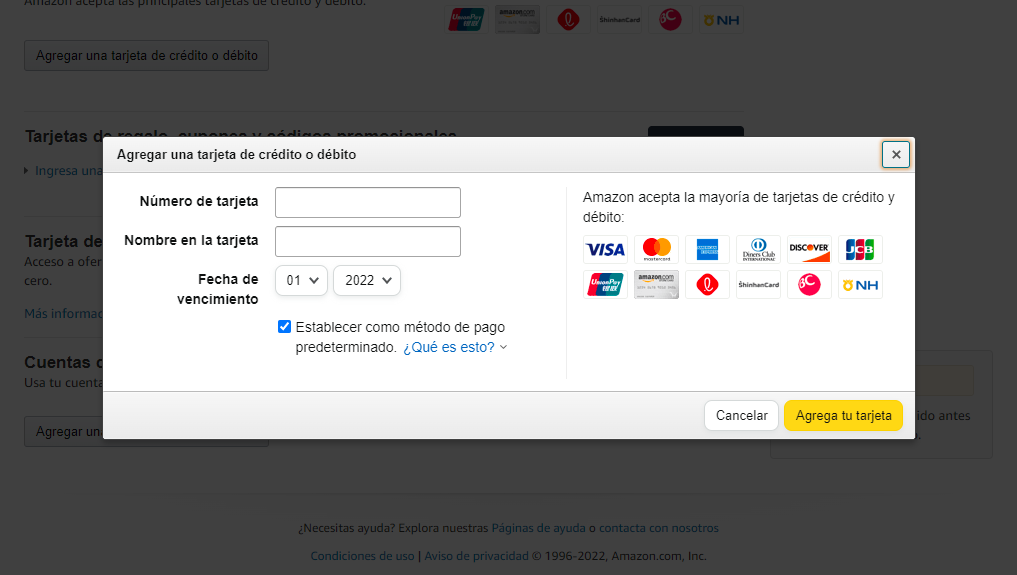 Amazon acepta las principales tarjetas de crédito y débito.
UnionPay amazon.com ShinhanCard NH
Agregar una tarjeta de crédito o débito
Tarjetas de regalo, cupones y códigos promocionales
Ingresa una
Agregar una tarjeta de crédito o débito
Número de tarjeta
Nombre en la tarjeta
Fecha de
vencimiento
01 2022
Establecer como método de pago
predeterminado. ¿Qué es esto?
Amazon acepta la mayoría de tarjetas de crédito y
débito:
VISA mastercard AMERICAN EXPRESS Diners Club INTERNATIONAL DISCOVER JCB
UnionPay 银联 amazon.com ShinhanCard NH
Cancelar
Agrega tu tarjeta
Tarjeta de
Acceso a ofer
cero.
Más informac
Cuentas
Usa tu cuenta
Agregar un
ido antes
¿Necesitas ayuda? Explora nuestras Páginas de ayuda o contacta con nosotros
Condiciones de uso | Aviso de privacidad © 1996-2022, Amazon.com, Inc.